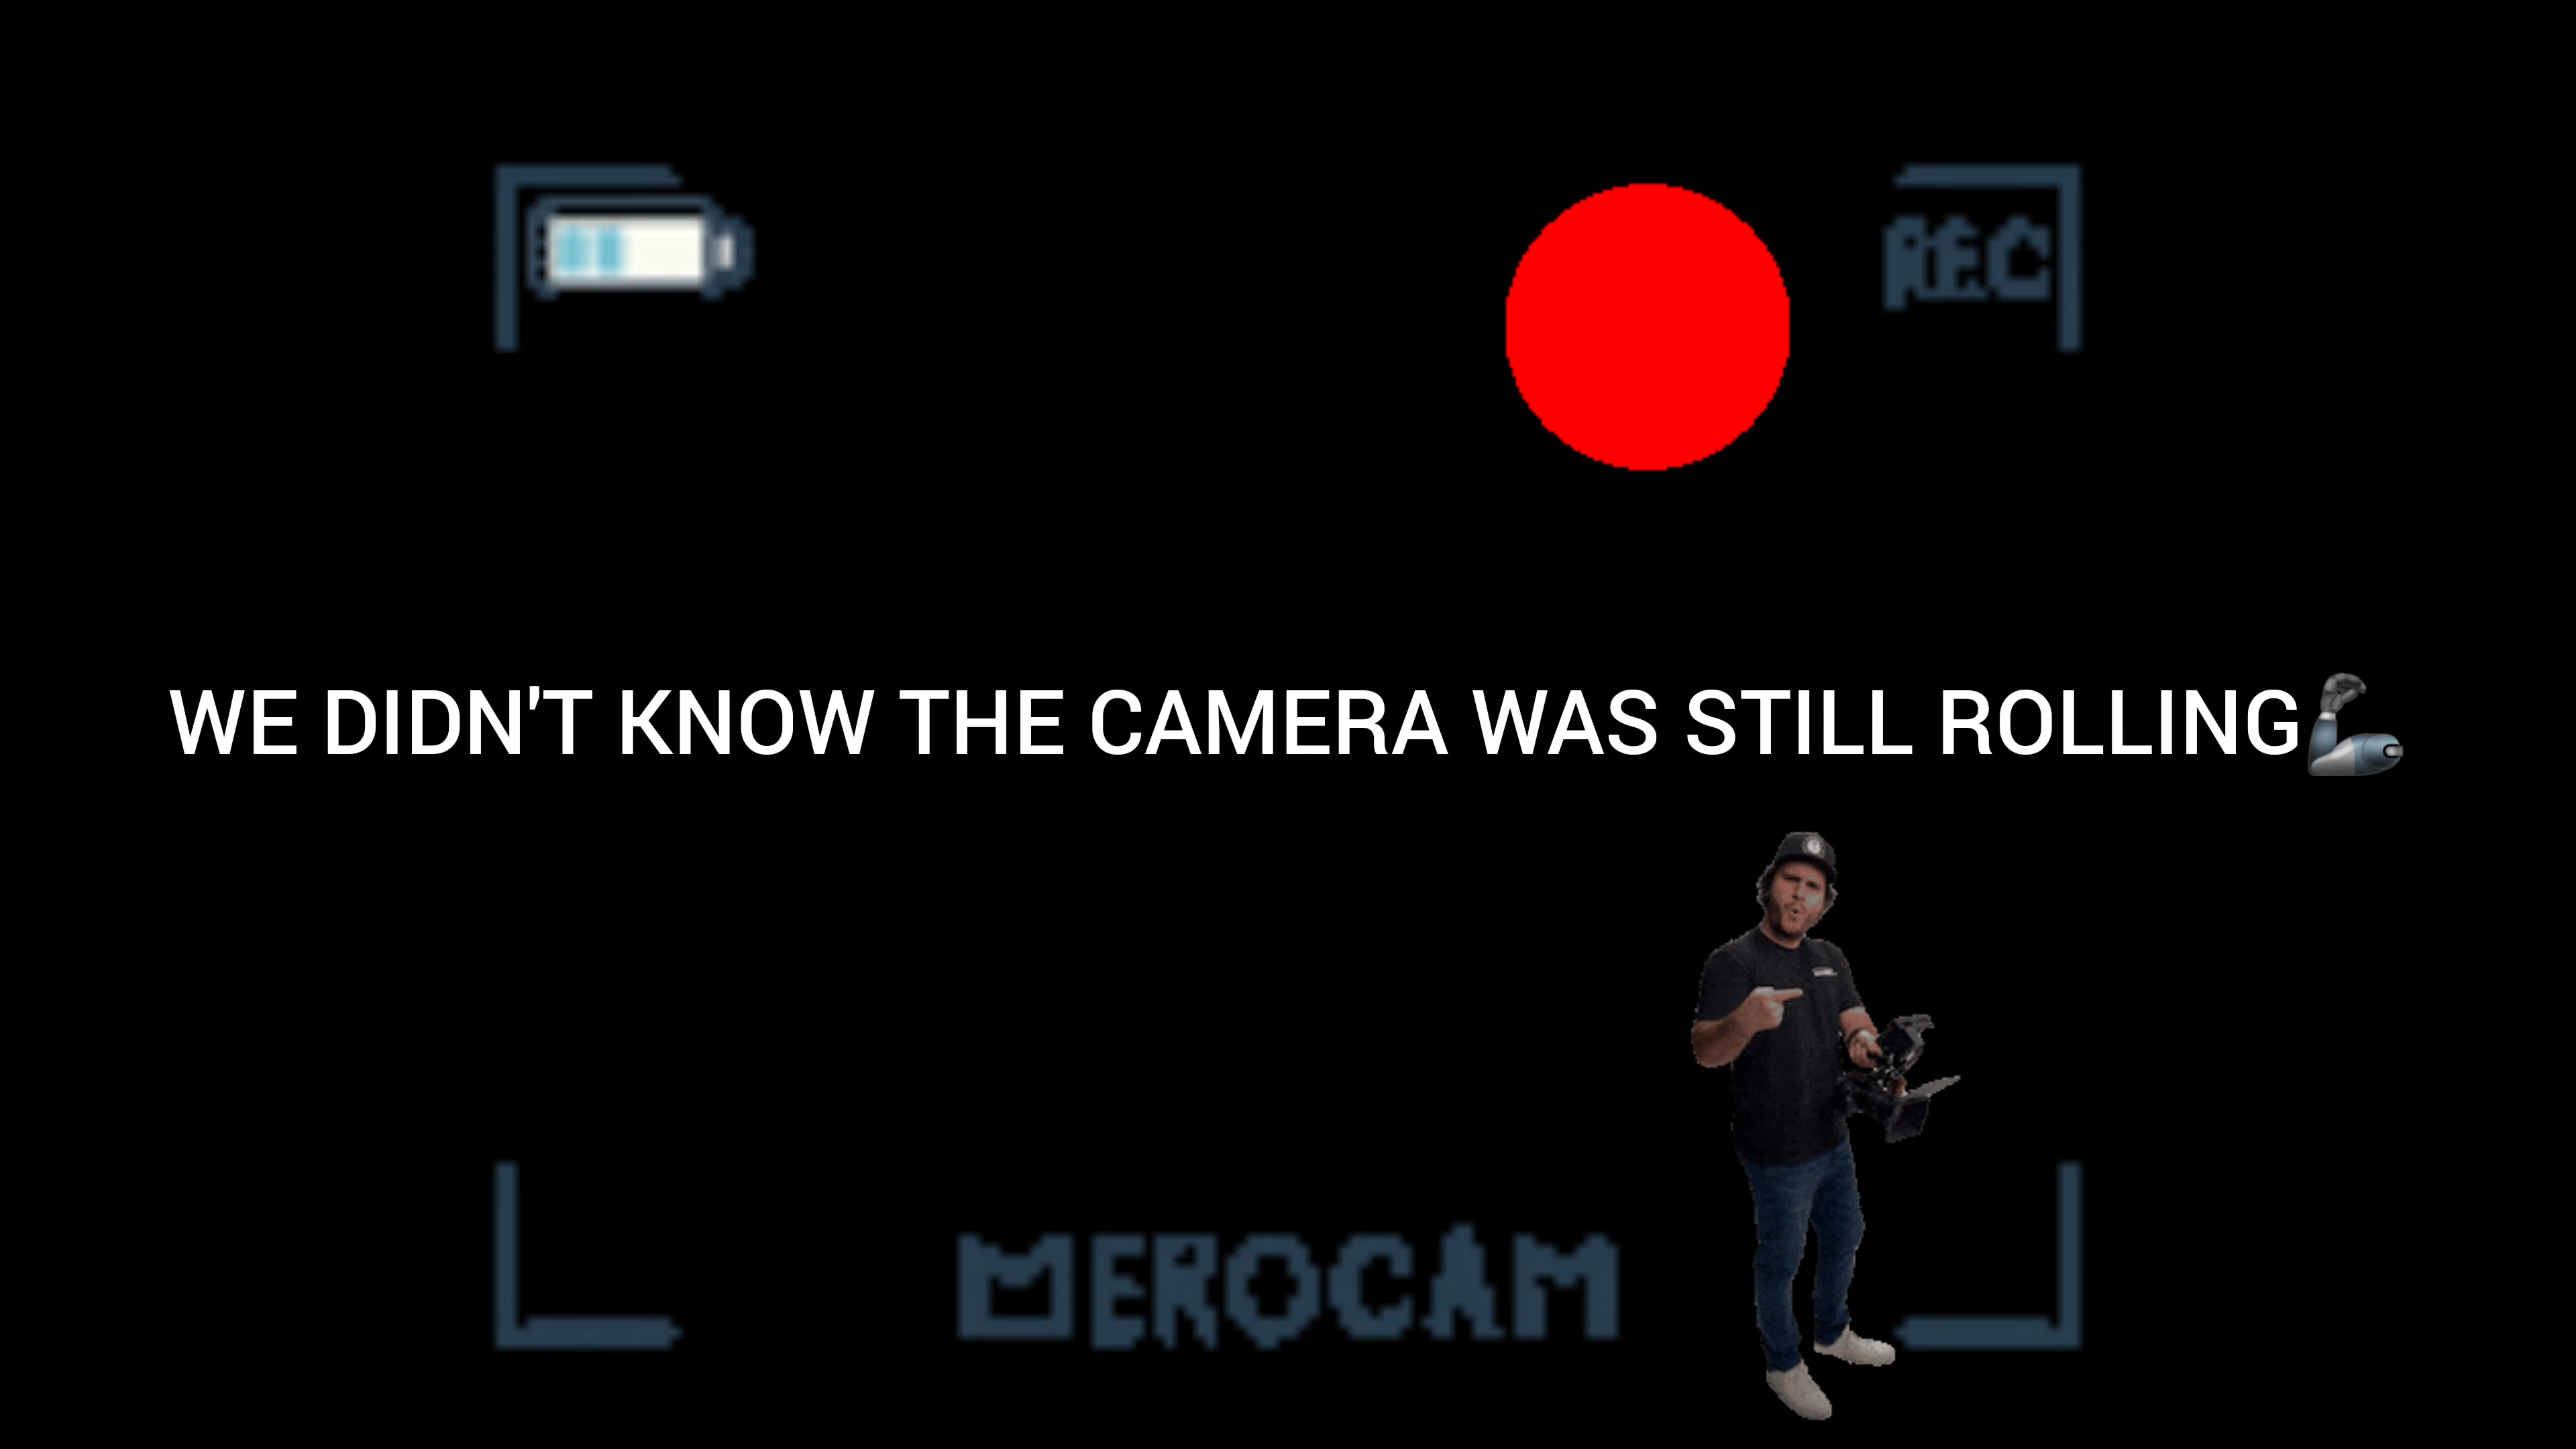 REC
WE DIDN'T KNOW THE CAMERA WAS STILL ROLLING🦾
MEROCAM